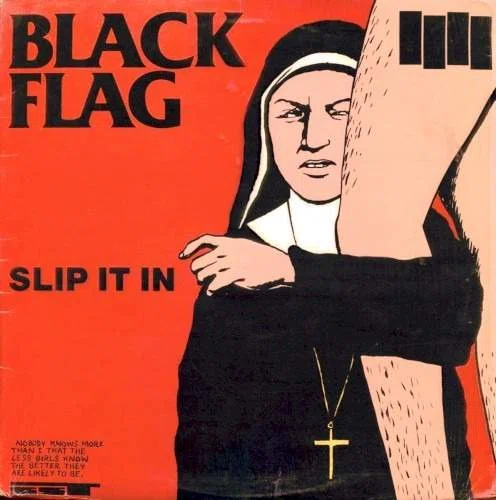 BLACK
FLAG
SLIP IT IN
NOBODY KNOWS MORE
THAN I THAT THE
LESS GIRLS KNOW
THE BETTER THEY
ARE LIKELY TO BE.